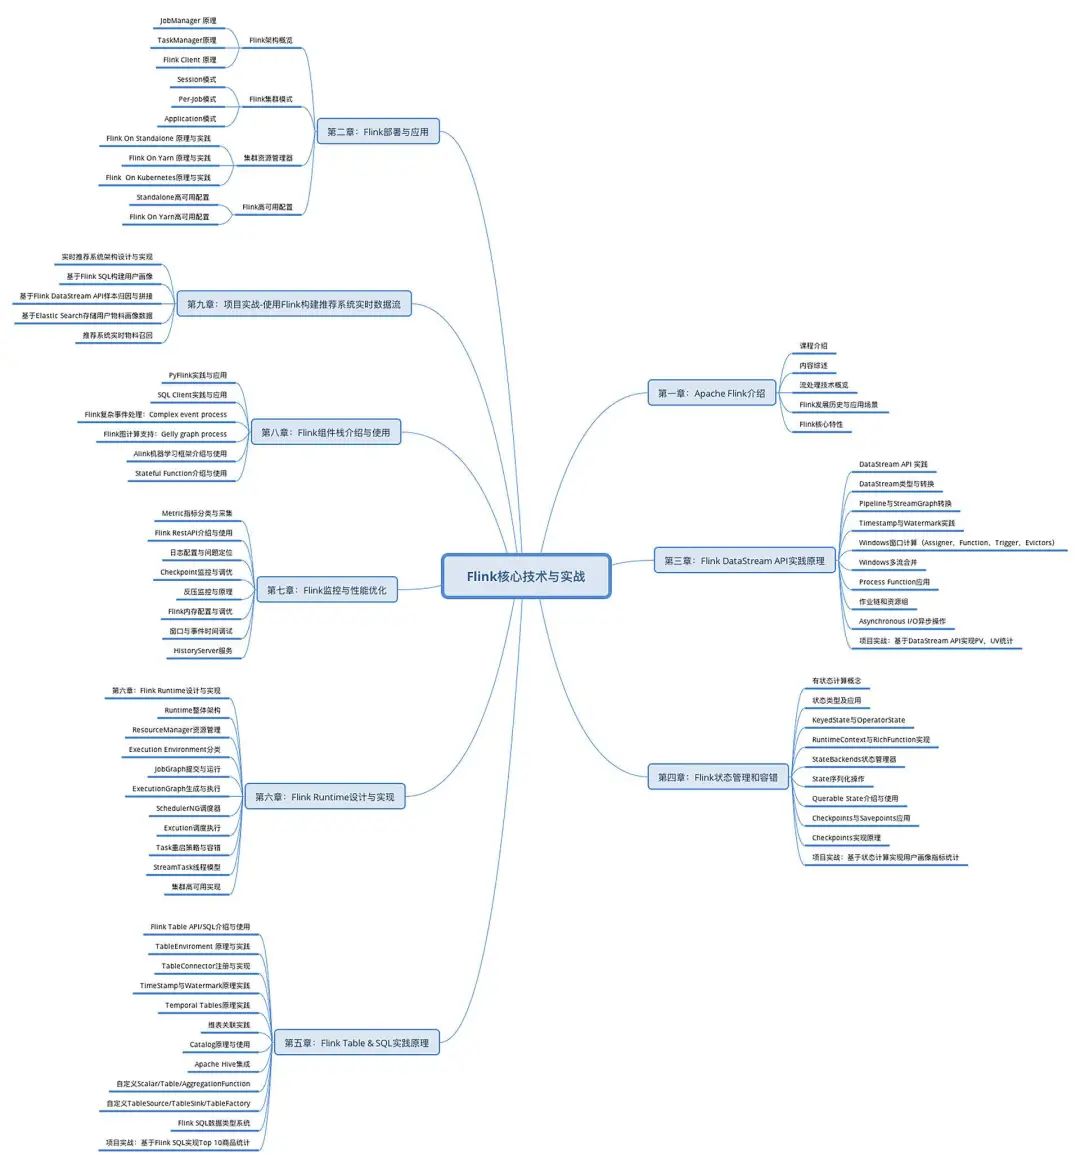 Flink核心技术与实战
第一章：Apache Flink介绍
课程介绍
内容综述
流处理技术概览
Flink发展历史与应用场景
Flink核心特性
第二章：Flink部署与应用
Flink架构概览
JobManager 原理
TaskManager原理
Flink Client 原理
Flink集群模式
Session模式
Per-Job模式
Application模式
集群资源管理器
Flink On Standalone 原理与实践
Flink On Yarn 原理与实践
Flink On Kubernetes原理与实践
Flink高可用配置
Standalone高可用配置
Flink On Yarn高可用配置
第三章：Flink DataStream API实践原理
DataStream API 实践
DataStream类型与转换
Pipeline与StreamGraph转换
Timestamp与Watermark实践
Windows窗口计算（Assigner、Function、Trigger、Evictors）
Windows多流合并
Process Function应用
作业链和资源组
Asynchronous I/O异步操作
项目实战：基于DataStream API实现PV、UV统计
第四章：Flink状态管理和容错
有状态计算概念
状态类型及应用
KeyedState与OperatorState
RuntimeContext与RichFunction实现
StateBackends状态管理器
State序列化操作
Querable State介绍与使用
Checkpoints与Savepoints应用
Checkpoints实现原理
项目实战：基于状态计算实现用户画像指标统计
第五章：Flink Table & SQL实践原理
Flink Table API/SQL介绍与使用
TableEnviroment 原理与实践
TableConnector注册与实现
TimeStamp与Watermark原理实践
Temporal Tables原理实践
维表关联实践
Catalog原理与使用
Apache Hive集成
自定义Scalar/Table/AggregationFunction
自定义TableSource/TableSink/TableFactory
Flink SQL数据类型系统
项目实战：基于Flink SQL实现Top 10商品统计
第六章：Flink Runtime设计与实现
第六章：Flink Runtime设计与实现
Runtime整体架构
ResourceManager资源管理
Execution Environment分类
JobGraph提交与运行
ExecutionGraph生成与执行
SchedulerNG调度器
Excution调度执行
Task重启策略与容错
StreamTask线程模型
集群高可用实现
第七章：Flink监控与性能优化
Metric指标分类与采集
Flink RestAPI介绍与使用
日志配置与问题定位
Checkpoint监控与调优
反压监控与原理
Flink内存配置与调优
窗口与事件时间调试
HistoryServer服务
第八章：Flink组件栈介绍与使用
PyFlink实践与应用
SQL Client实践与应用
Flink复杂事件处理：Complex event process
Flink图计算支持：Gelly graph process
Alink机器学习框架介绍与使用
Stateful Function介绍与使用
第九章：项目实战-使用Flink构建推荐系统实时数据流
实时推荐系统架构设计与实现
基于Flink SQL构建用户画像
基于Flink DataStream API样本归因与拼接
基于Elastic Search存储用户物料画像数据
推荐系统实时物料召回